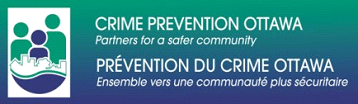 CRIME PREVENTION OTTAWA
Partners for a safer community
PRÉVENTION DU CRIME OTTAWA
Ensemble vers une communauté plus sécuritaire